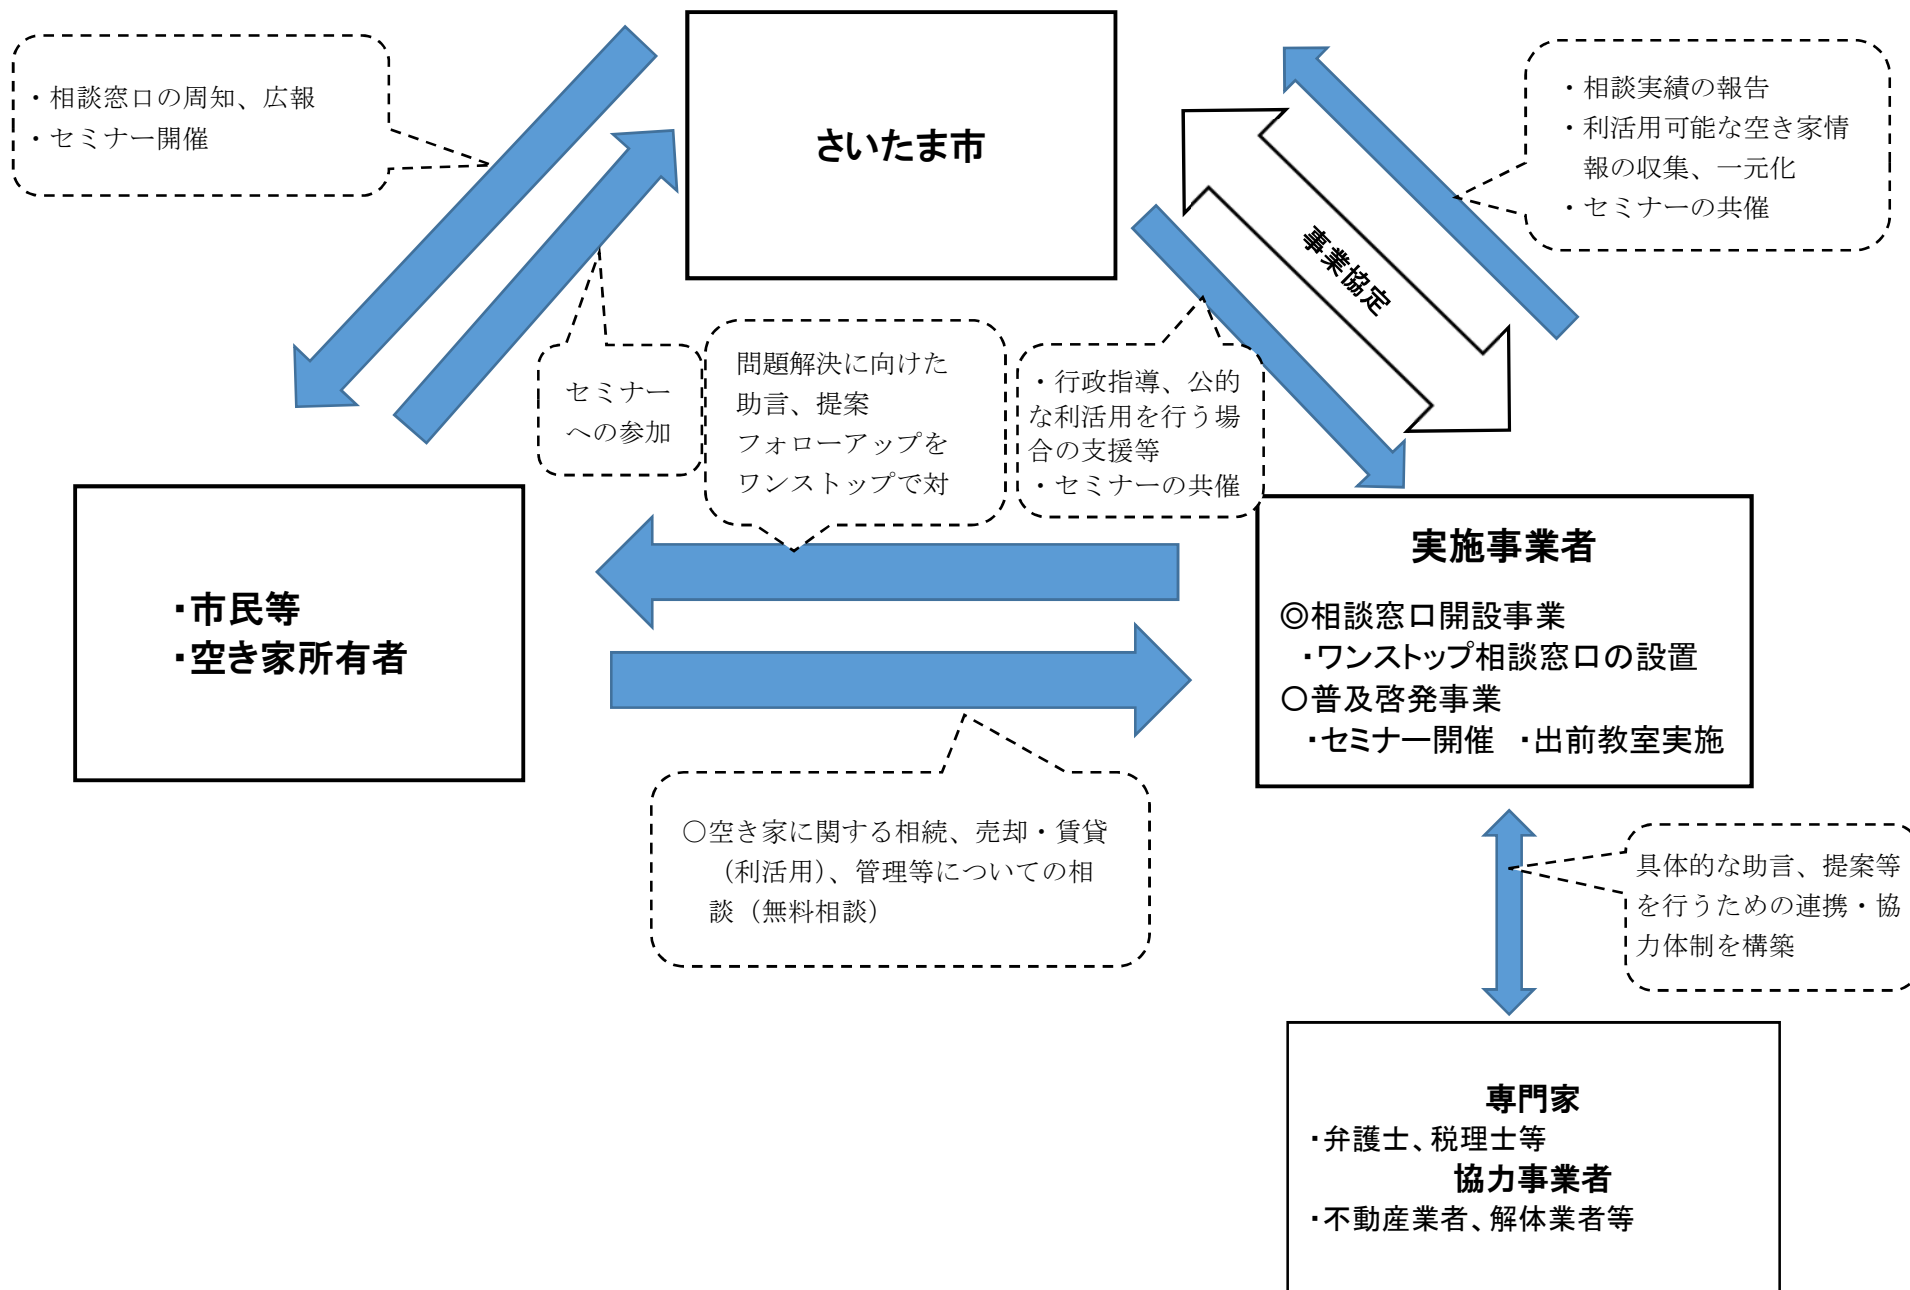 ・相談窓口の周知、広報
・セミナー開催
さいたま市
・相談実績の報告
・利活用可能な空き家情
報の収集、一元化
・セミナーの共催
事業協定
セミナー
への参加
問題解決に向けた
助言、提案
フォローアップを
ワンストップで対
・行政指導、公的
な利活用を行う場
合の支援等
・セミナーの共催
・市民等
・空き家所有者
実施事業者
◎相談窓口開設事業
・ワンストップ相談窓口の設置
○普及啓発事業
・セミナー開催　・出前教室実施
○空き家に関する相続、売却・賃貸
（利活用）、管理等についての相
談（無料相談）
具体的な助言、提案等
を行うための連携・協
力体制を構築
専門家
・弁護士、税理士等
協力事業者
・不動産業者、解体業者等